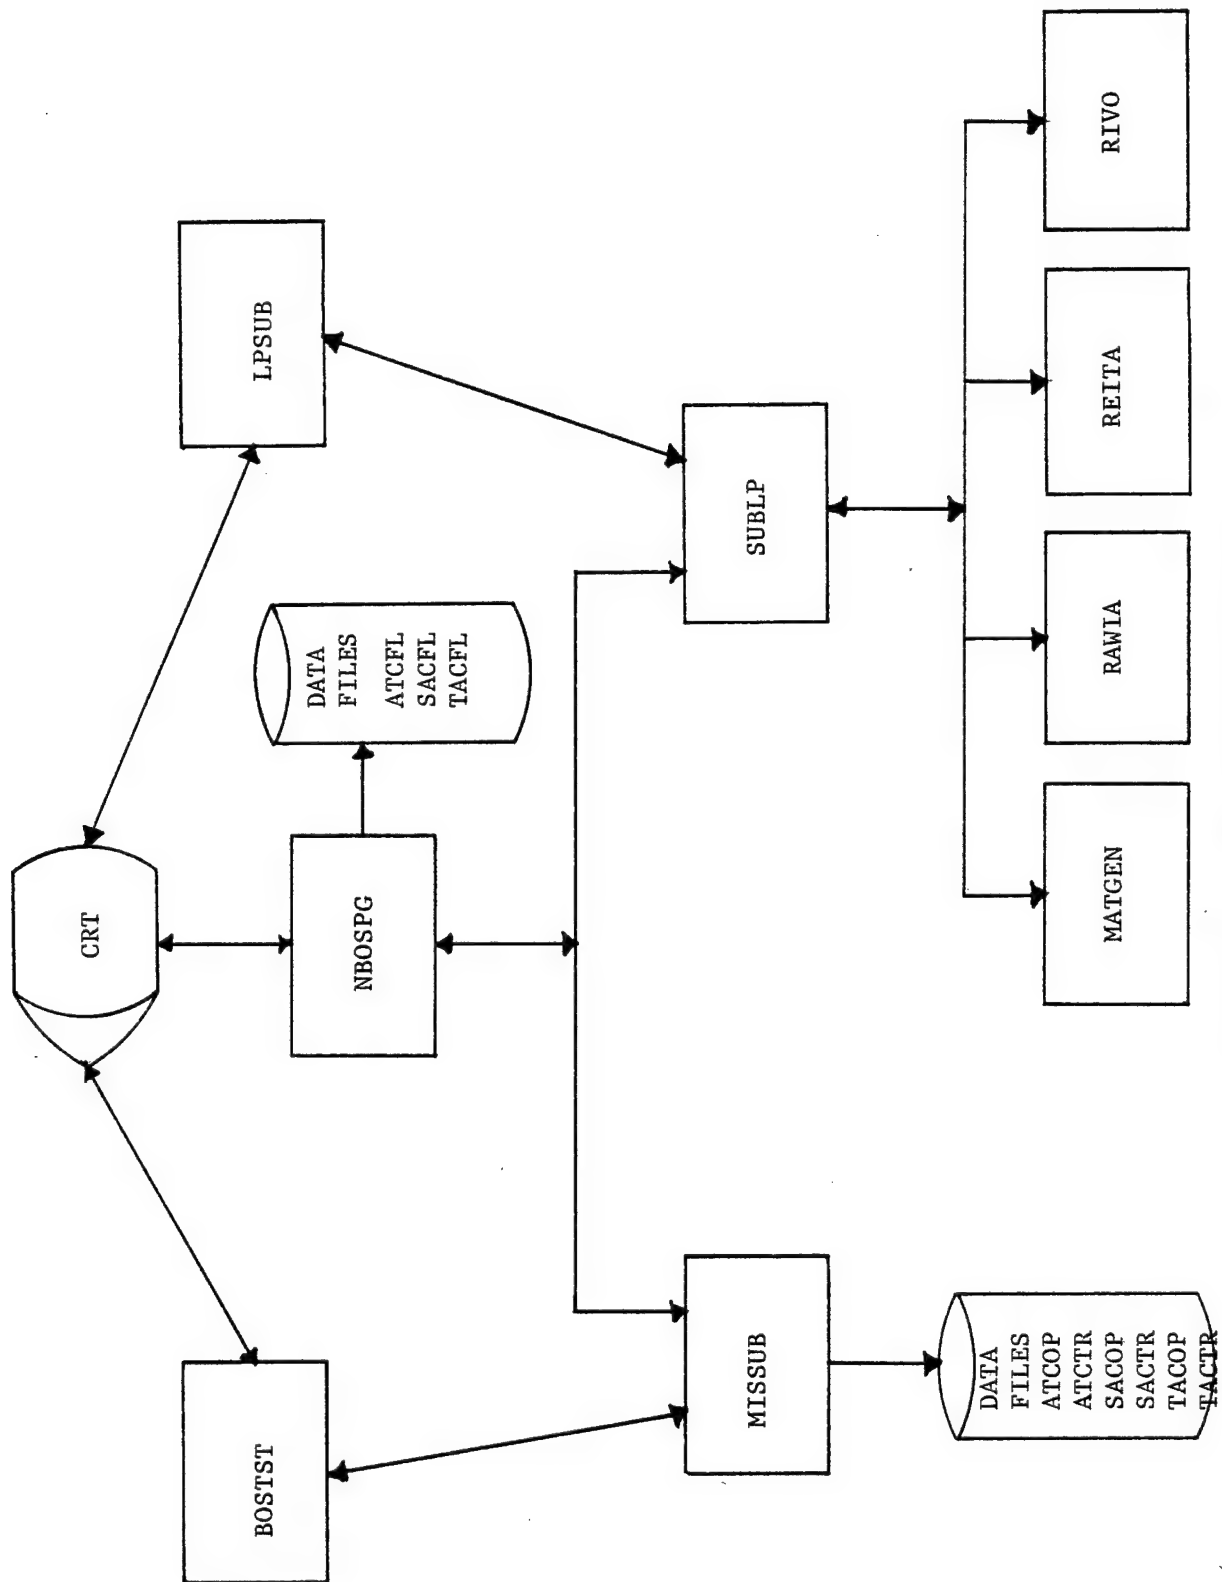 CRT
BOSTST
LPSUB
NBOSPG
DATA
FILES
ATCFL
SACFL
TACFL
MISSUB
SUBLP
DATA
FILES
ATCOP
ATCTR
SACOP
SACTR
TACOP
TACTR
MATGEN
RAWIA
REITA
RIVO